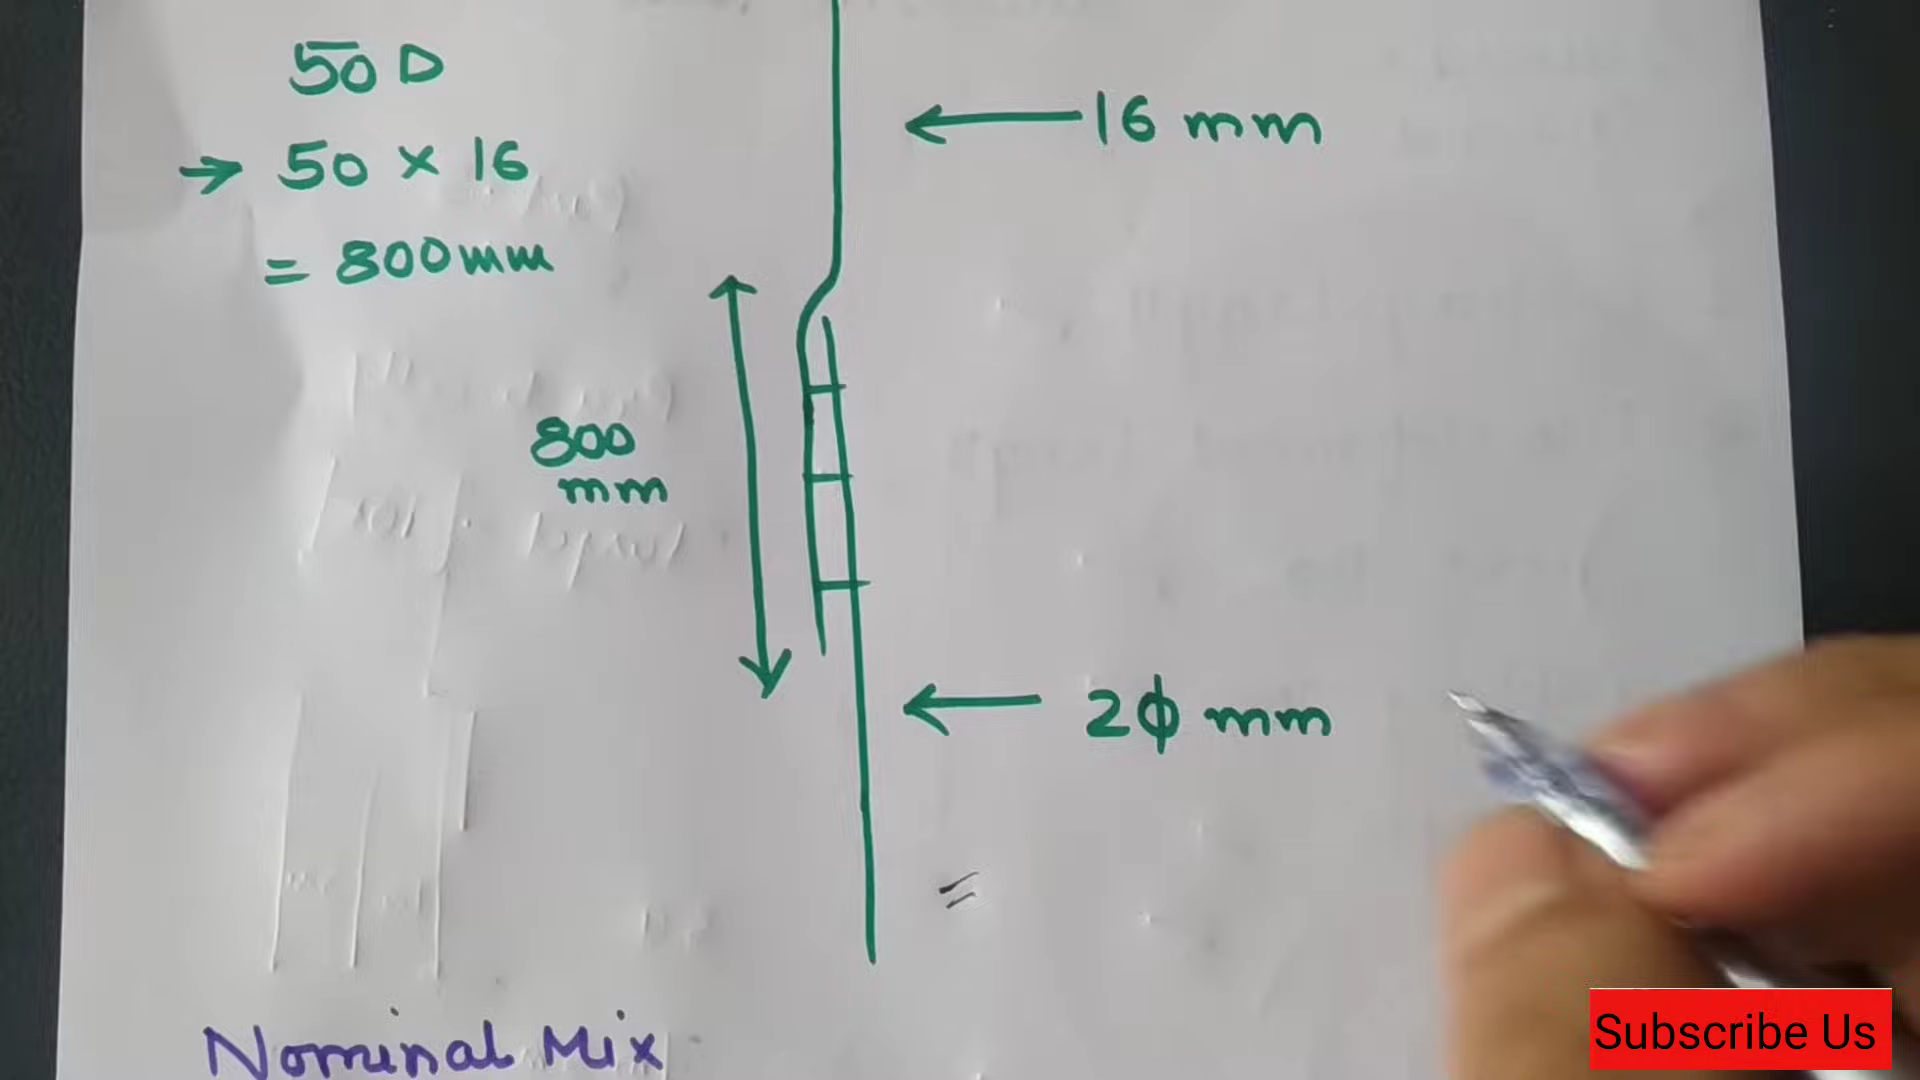 50 D
→ 50 × 16
= 800mm
16 mm
800
mm
2ϕ mm
=
Nominal Mix
Subscribe Us